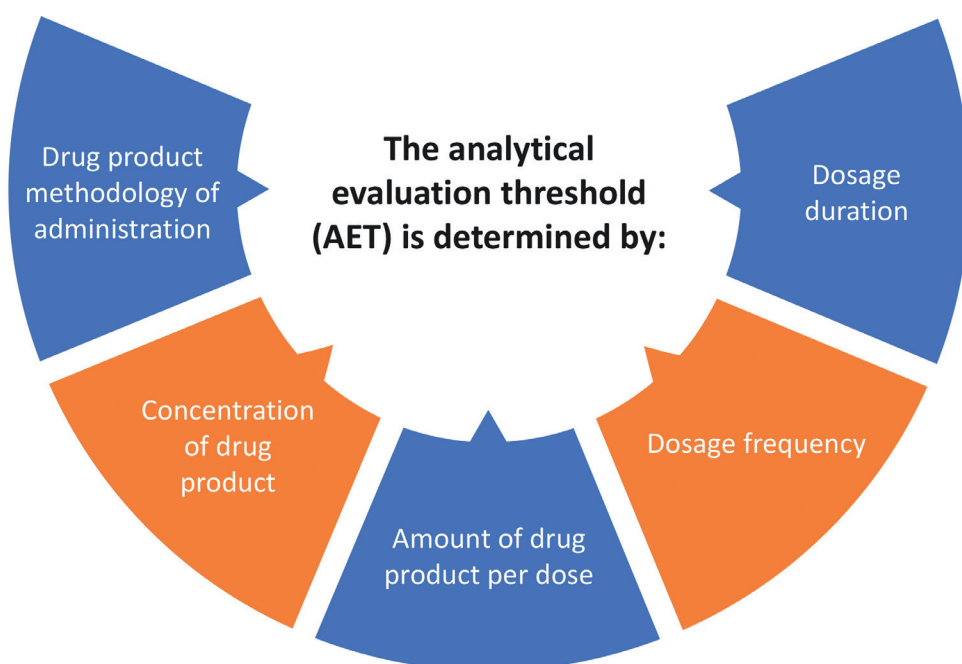 The analytical
evaluation threshold
(AET) is determined by:
Drug product
methodology of
administration
Concentration
of drug
product
Amount of drug
product per dose
Dosage frequency
Dosage
duration